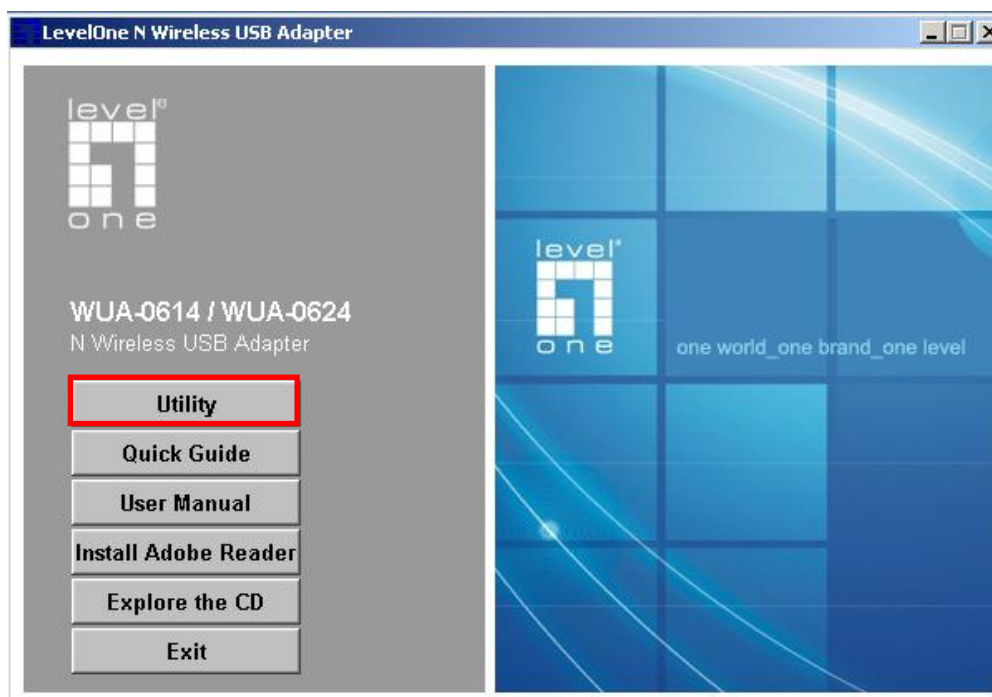 LevelOne N Wireless USB Adapter
level®
one
WUA-0614 / WUA-0624
N Wireless USB Adapter
Utility
Quick Guide
User Manual
Install Adobe Reader
Explore the CD
Exit
level®
one
one world_one brand_one level